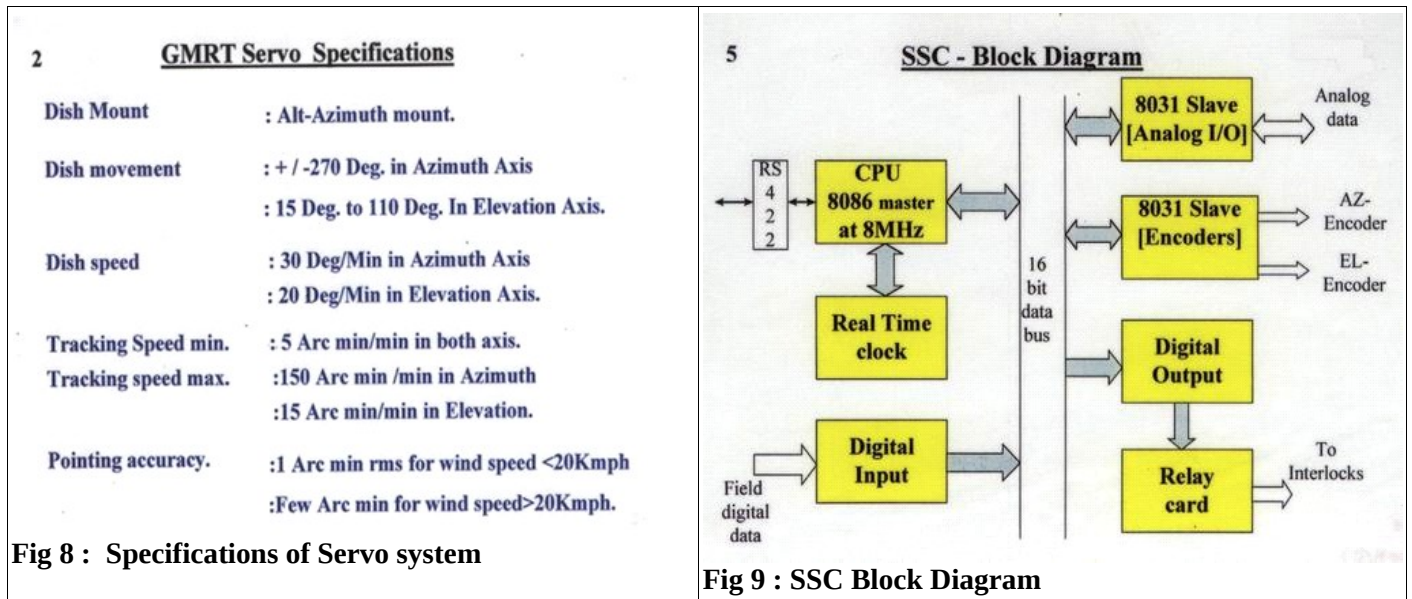 2
GMRT Servo Specifications
Dish Mount : Alt-Azimuth mount.
Dish movement : + / -270 Deg. in Azimuth Axis
: 15 Deg. to 110 Deg. In Elevation Axis.
Dish speed : 30 Deg/Min in Azimuth Axis
: 20 Deg/Min in Elevation Axis.
Tracking Speed min. : 5 Arc min/min in both axis.
Tracking speed max. :150 Arc min /min in Azimuth
:15 Arc min/min in Elevation.
Pointing accuracy. :1 Arc min rms for wind speed <20Kmph
:Few Arc min for wind speed>20Kmph.
Fig 8 : Specifications of Servo system
5
SSC - Block Diagram
RS
4
2
2
CPU
8086 master
at 8MHz
Real Time
clock
Field
digital
data
Digital
Input
16
bit
data
bus
8031 Slave
[Analog I/O]
Analog
data
8031 Slave
[Encoders]
AZ-
Encoder
EL-
Encoder
Digital
Output
Relay
card
To
Interlocks
Fig 9 : SSC Block Diagram